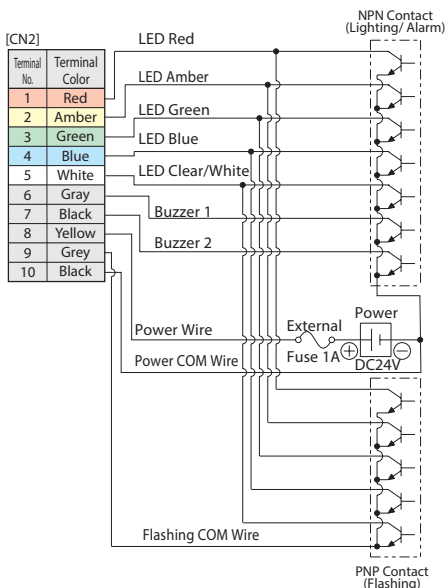 NPN Contact
(Lighting/ Alarm)
[CN2]
Terminal No. Terminal Color
1 Red
2 Amber
3 Green
4 Blue
5 White
6 Gray
7 Black
8 Yellow
9 Grey
10 Black
LED Red
LED Amber
LED Green
LED Blue
LED Clear/White
Buzzer 1
Buzzer 2
Power Wire
External
Fuse 1A
Power
+ −
DC24V
Power COM Wire
Flashing COM Wire
PNP Contact
(Flashing)